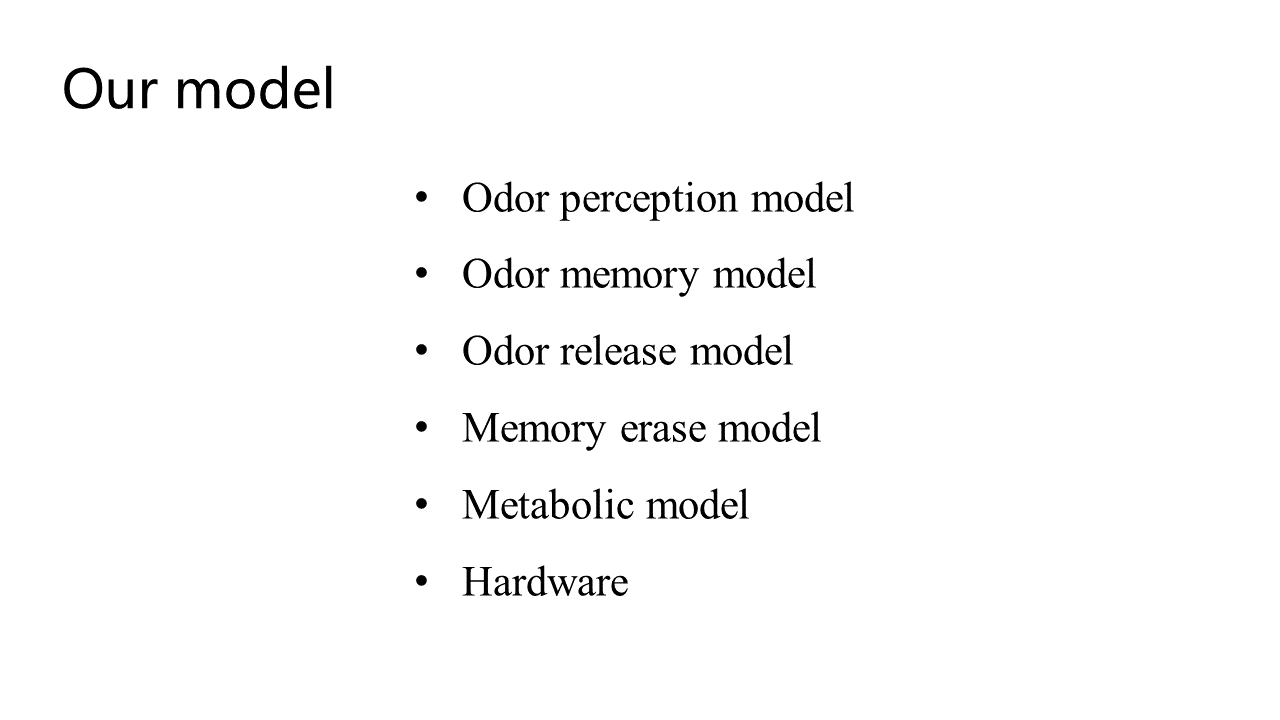 Our model
• Odor perception model
• Odor memory model
• Odor release model
• Memory erase model
• Metabolic model
• Hardware